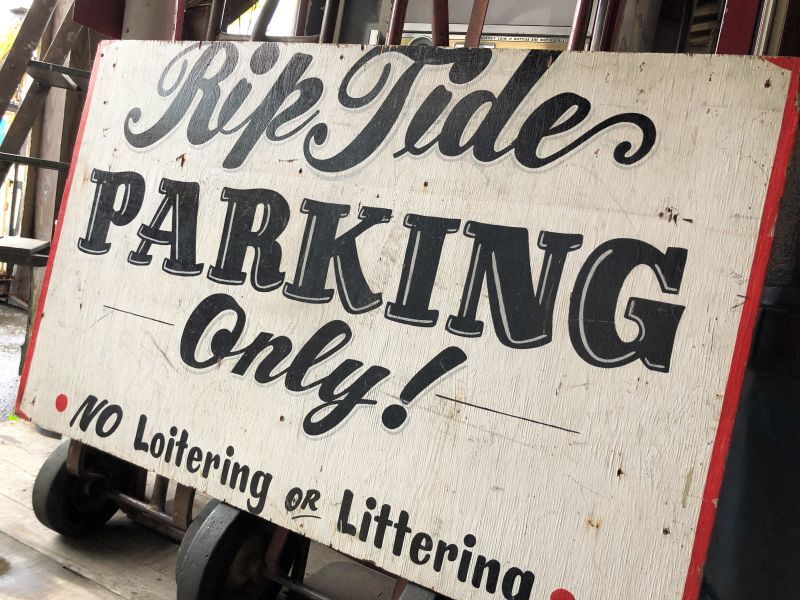 Rip Tide
PARKING
Only!
NO Loitering OR Littering